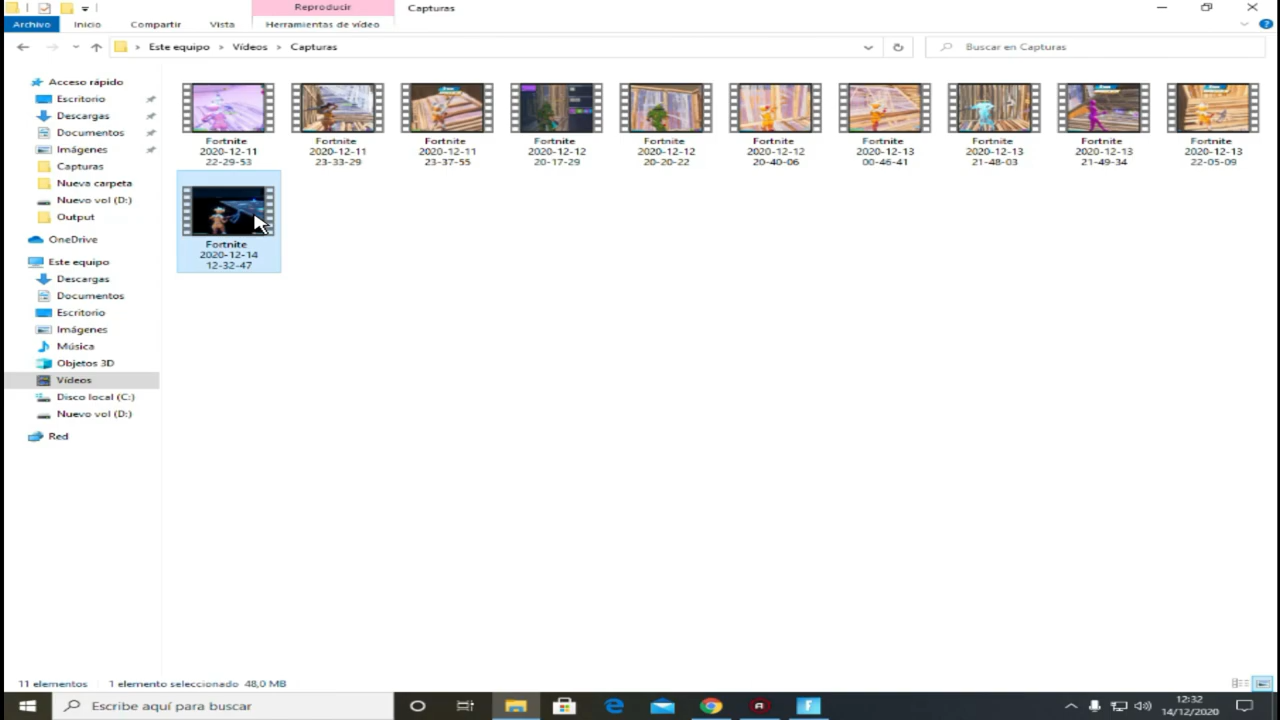 Reproducir
Capturas
Archivo
Inicio
Compartir
Vista
Herramientas de vídeo
Este equipo
Vídeos
Capturas
Buscar en Capturas
Acceso rápido
Escritorio
Descargas
Documentos
Imágenes
Capturas
Nueva carpeta
Nuevo vol (D:)
Output
OneDrive
Este equipo
Descargas
Documentos
Escritorio
Imágenes
Música
Objetos 3D
Vídeos
Disco local (C:)
Nuevo vol (D:)
Red
Fortnite
2020-12-11
22-29-53
Fortnite
2020-12-11
23-33-29
Fortnite
2020-12-11
23-37-55
Fortnite
2020-12-12
20-17-29
Fortnite
2020-12-12
20-20-22
Fortnite
2020-12-12
20-40-06
Fortnite
2020-12-13
00-46-41
Fortnite
2020-12-13
21-48-03
Fortnite
2020-12-13
21-49-34
Fortnite
2020-12-13
22-05-09
Fortnite
2020-12-14
12-32-47
11 elementos
1 elemento seleccionado 48,0 MB
Escribe aquí para buscar
12:32
14/12/2020